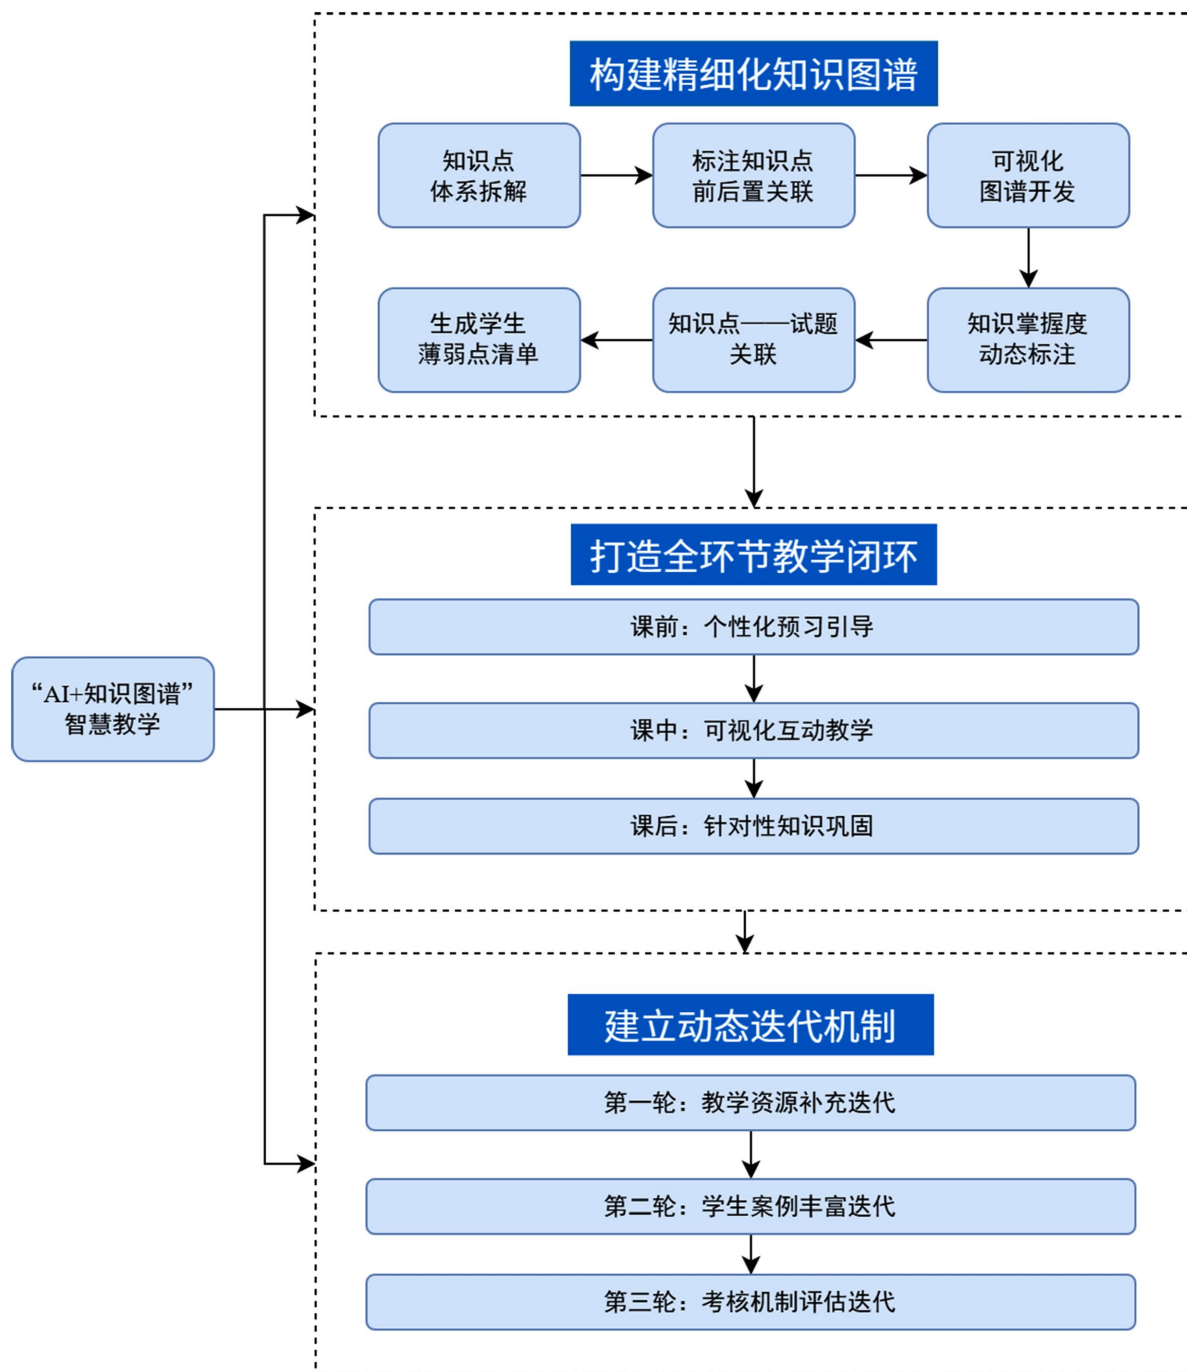 构建精细化知识图谱
知识点
体系拆解
标注知识点
前后置关联
可视化
图谱开发
生成学生
薄弱点清单
知识点——试题
关联
知识掌握度
动态标注
打造全环节教学闭环
课前：个性化预习引导
课中：可视化互动教学
课后：针对性知识巩固
“AI+知识图谱”
智慧教学
建立动态迭代机制
第一轮：教学资源补充迭代
第二轮：学生案例丰富迭代
第三轮：考核机制评估迭代